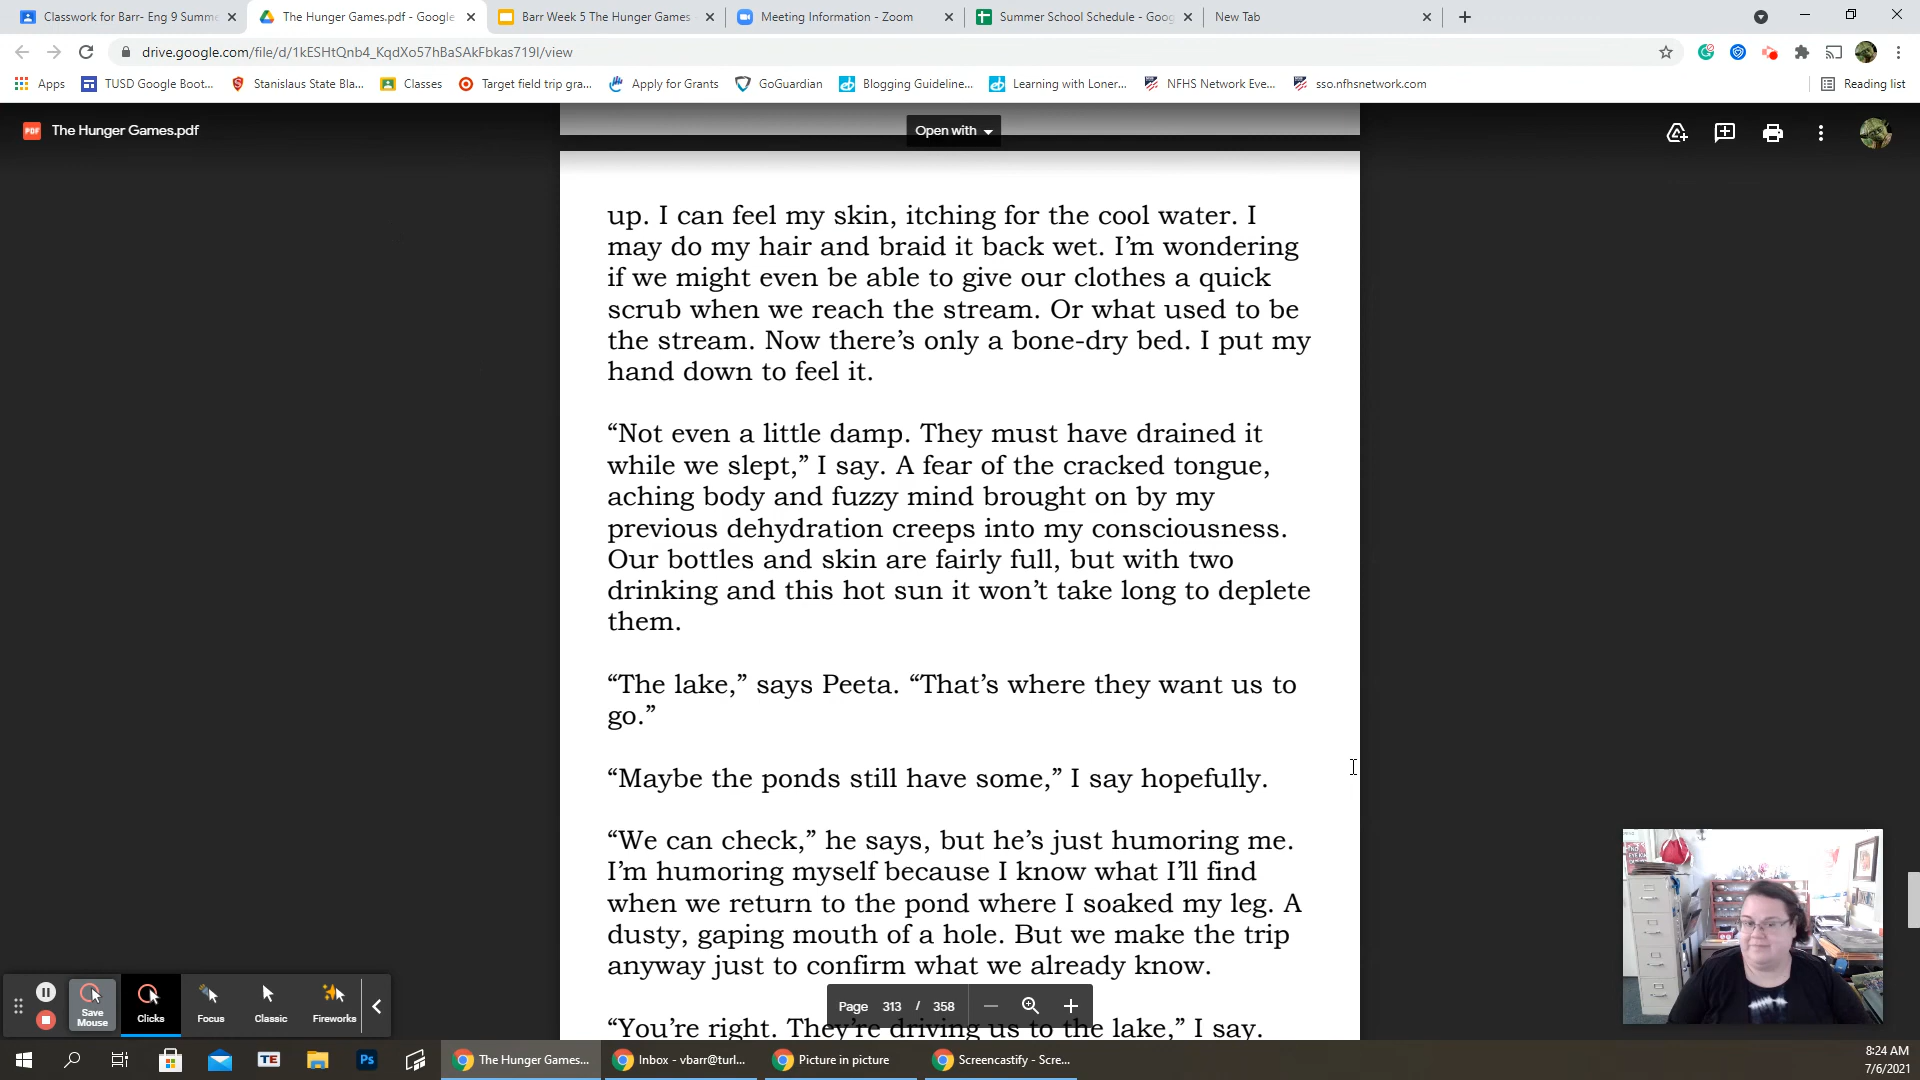 Classwork for Barr- Eng 9 Summe
The Hunger Games.pdf - Google
Barr Week 5 The Hunger Games
Meeting Information - Zoom
Summer School Schedule - Goog
New Tab
drive.google.com/file/d/1kESHtQnb4_KqdXo57hBaSAkFbkas719I/view
Apps
TUSD Google Boot...
Stanislaus State Bla...
Classes
Target field trip gra...
Apply for Grants
GoGuardian
Blogging Guideline...
Learning with Loner...
NFHS Network Eve...
sso.nfhsnetwork.com
Reading list
PDF
The Hunger Games.pdf
Open with
up. I can feel my skin, itching for the cool water. I
may do my hair and braid it back wet. I’m wondering
if we might even be able to give our clothes a quick
scrub when we reach the stream. Or what used to be
the stream. Now there’s only a bone-dry bed. I put my
hand down to feel it.
“Not even a little damp. They must have drained it
while we slept,” I say. A fear of the cracked tongue,
aching body and fuzzy mind brought on by my
previous dehydration creeps into my consciousness.
Our bottles and skin are fairly full, but with two
drinking and this hot sun it won’t take long to deplete
them.
“The lake,” says Peeta. “That’s where they want us to
go.”
“Maybe the ponds still have some,” I say hopefully.
“We can check,” he says, but he’s just humoring me.
I’m humoring myself because I know what I’ll find
when we return to the pond where I soaked my leg. A
dusty, gaping mouth of a hole. But we make the trip
anyway just to confirm what we already know.
“You’re right. They’re driving us to the lake,” I say.
Page 313 / 358
Save
Mouse
Clicks
Focus
Classic
Fireworks
TE
Ps
The Hunger Games...
Inbox - vbarr@turl...
Picture in picture
Screencastify - Scre...
8:24 AM
7/6/2021